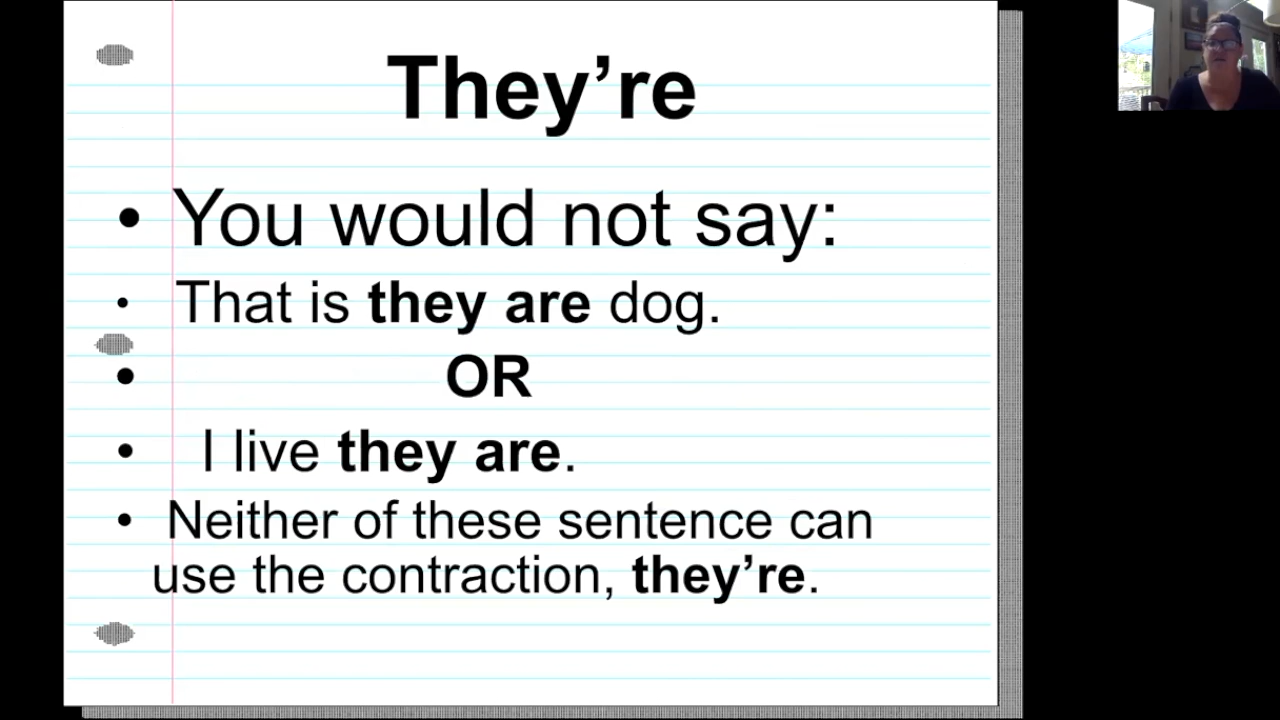 They’re
• You would not say:
• That is they are dog.
• OR
• I live they are.
• Neither of these sentence can
use the contraction, they’re.